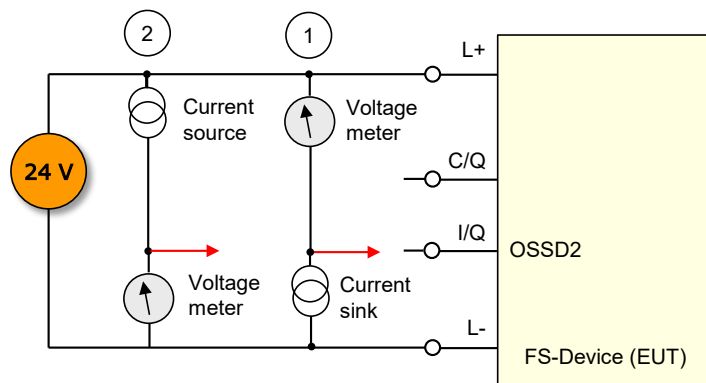 2
1
L+
Current
source
Voltage
meter
24 V
C/Q
I/Q
OSSD2
Voltage
meter
Current
sink
L-
FS-Device (EUT)